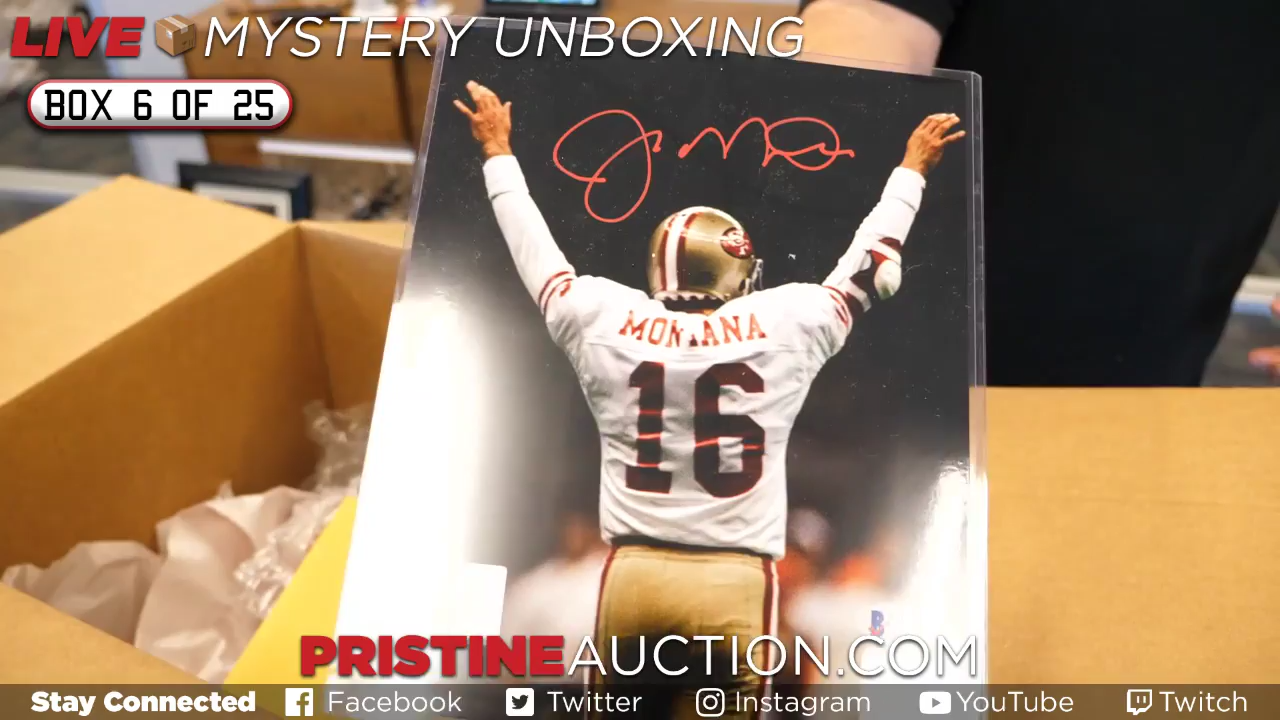 LIVE MYSTERY UNBOXING
BOX 6 OF 25
MONTANA
16
PRISTINEAUCTION.COM
Stay Connected Facebook Twitter Instagram YouTube Twitch